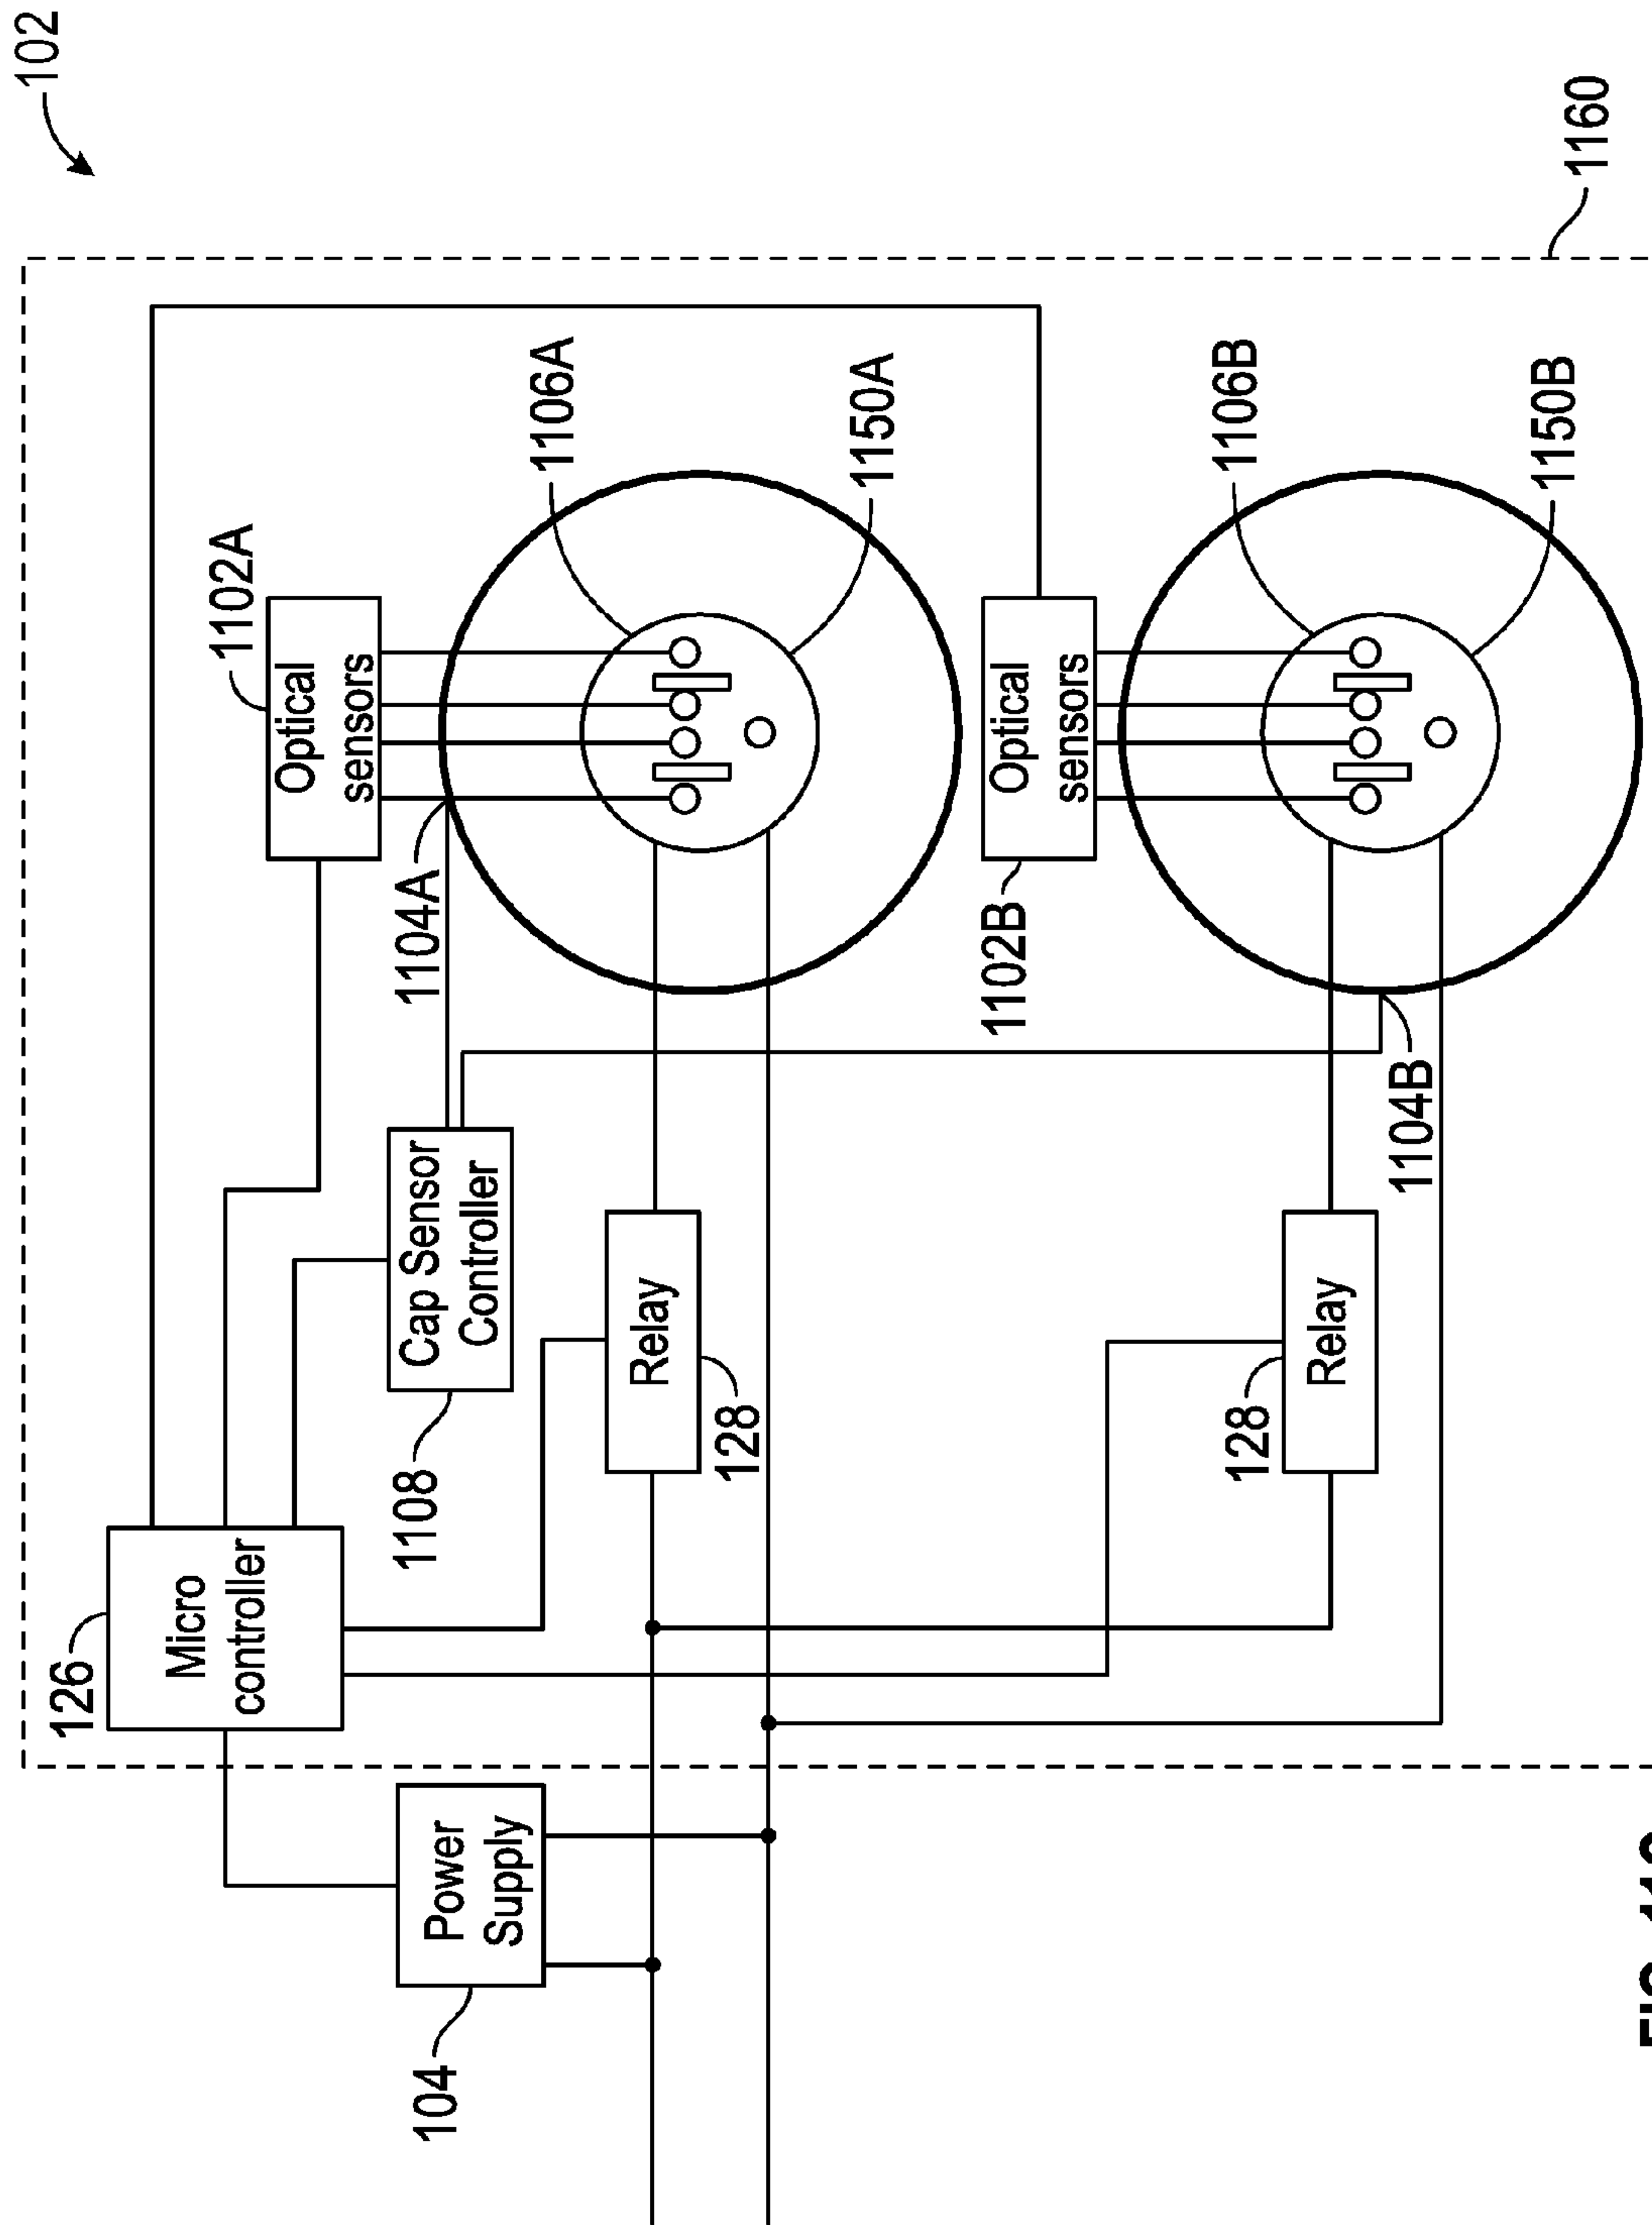 102
126
Micro
controller
1102A
Optical
sensors
104
Power
Supply
1108
Cap Sensor
Controller
1104A
1106A
Relay
128
1150A
1102B
Optical
sensors
128
Relay
1104B
1106B
1150B
1160